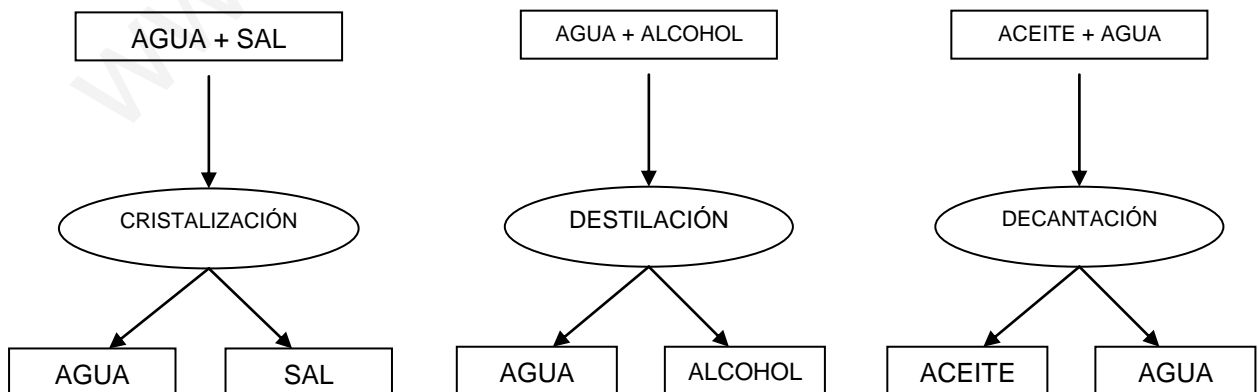 AGUA + SAL
AGUA + ALCOHOL
ACEITE + AGUA
CRISTALIZACIÓN
DESTILACIÓN
DECANTACIÓN
AGUA
SAL
AGUA
ALCOHOL
ACEITE
AGUA